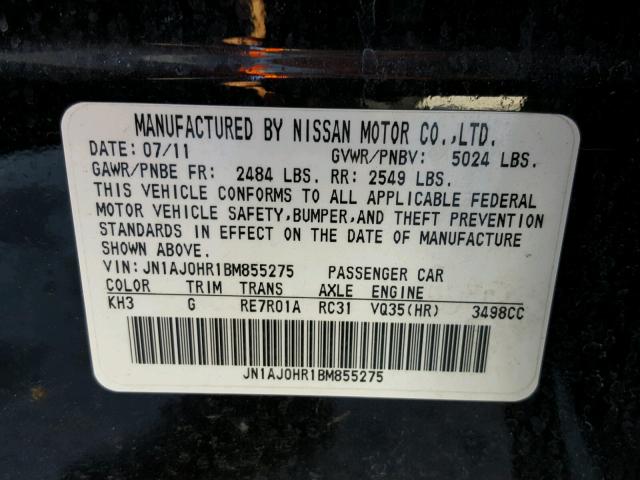 MANUFACTURED BY NISSAN MOTOR CO.,LTD.
DATE: 07/11 GVWR/PNBV: 5024 LBS.
GAWR/PNBE FR: 2484 LBS. RR: 2549 LBS.
THIS VEHICLE CONFORMS TO ALL APPLICABLE FEDERAL
MOTOR VEHICLE SAFETY,BUMPER,AND THEFT PREVENTION
STANDARDS IN EFFECT ON THE DATE OF MANUFACTURE
SHOWN ABOVE.
VIN: JN1AJ0HR1BM855275 PASSENGER CAR
COLOR TRIM TRANS AXLE ENGINE
KH3 G RE7R01A RC31 VQ35(HR) 3498CC
JN1AJ0HR1BM855275